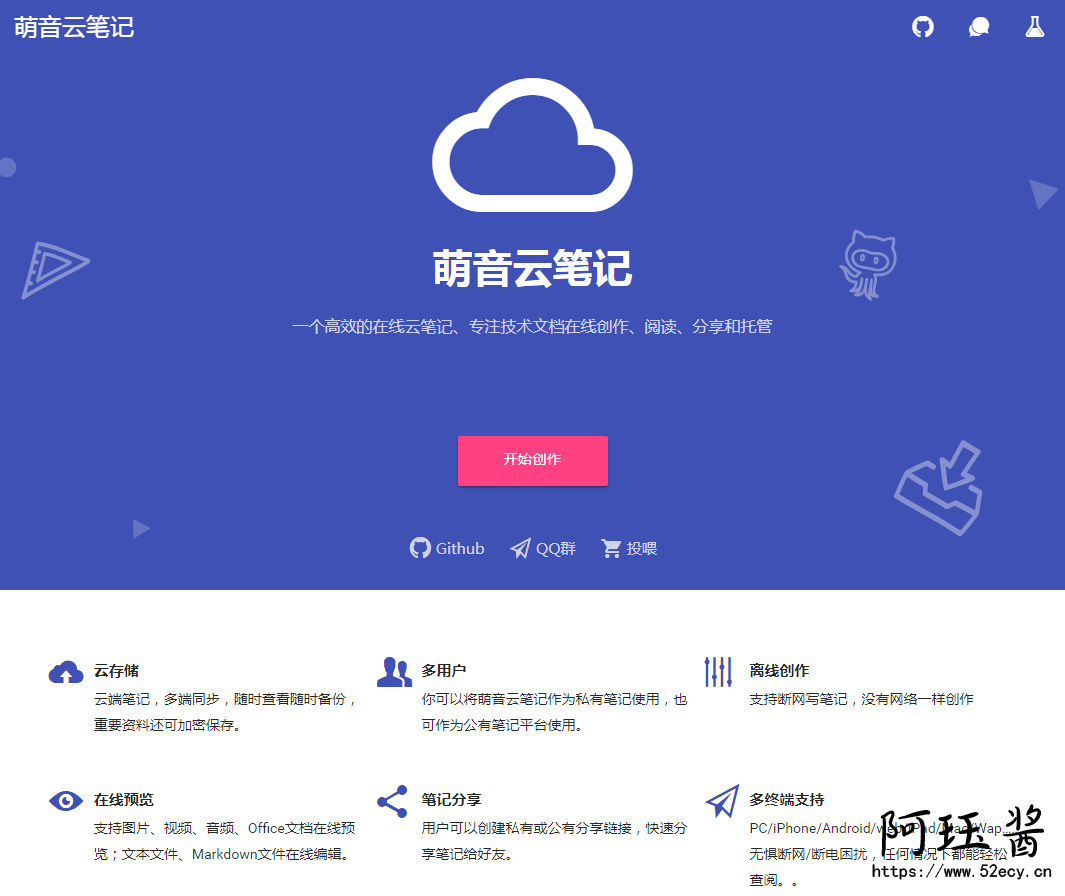 萌音云笔记
萌音云笔记
一个高效的在线云笔记、专注技术文档在线创作、阅读、分享和托管
开始创作
Github QQ群 投喂
云存储
云端笔记，多端同步，随时查看随时备份，
重要资料还可加密保存。
多用户
你可以将萌音云笔记作为私有笔记使用，也
可作为公有笔记平台使用。
离线创作
支持断网写笔记，没有网络一样创作
在线预览
支持图片、视频、音频、Office文档在线预
览；文本文件、Markdown文件在线编辑。
笔记分享
用户可以创建私有或公有分享链接，快速分
享笔记给好友。
多终端支持
PC/iPhone/Android/web/iPad/Mac/Wap...
无惧断网/断电困扰，任何情况下都能轻松
查阅。。
阿珏酱
https://www.52ecy.cn